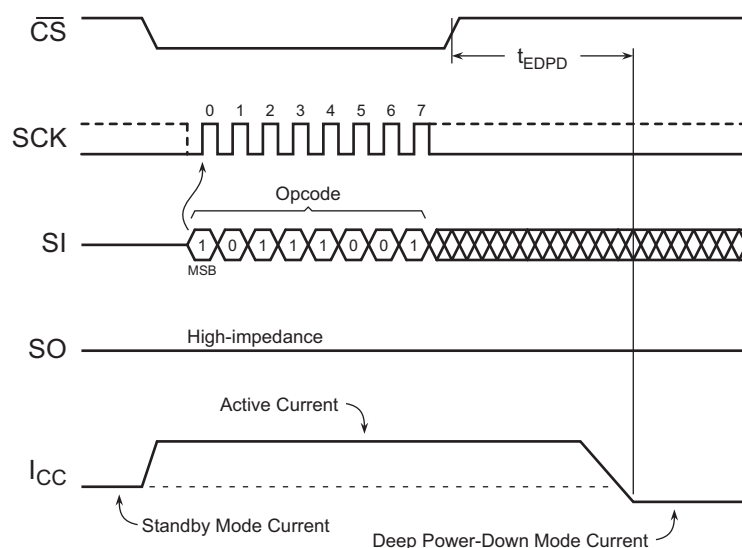 CS
tEDPD
0 1 2 3 4 5 6 7
SCK
Opcode
SI
1 0 1 1 1 0 0 1
MSB
High-impedance
SO
Active Current
ICC
Standby Mode Current
Deep Power-Down Mode Current